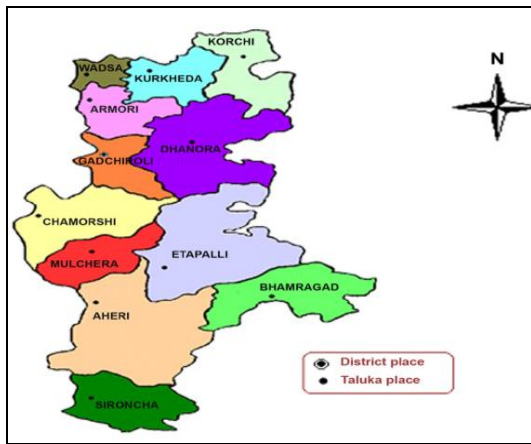 KORCHI
N
WADSA
KURKHEDA
ARMORI
DHANORA
GADCHIROLI
CHAMORSHI
ETAPALLI
MULCHERA
BHAMRAGAD
AHERI
District place
Taluka place
SIRONCHA